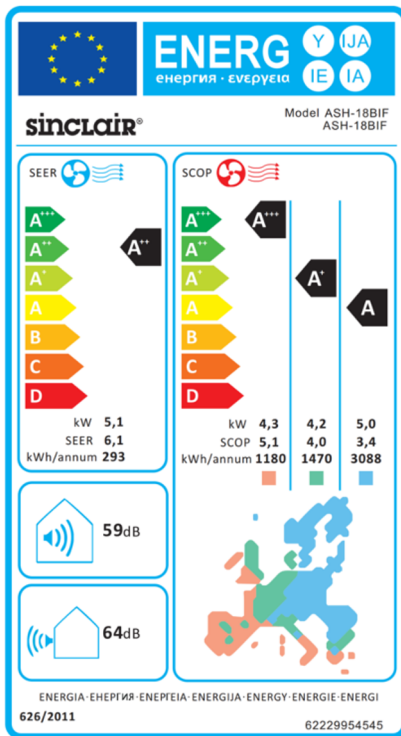 ENERG
енергия · ενεργεια
Y IJA
IE IA
sinclair®
Model ASH-18BIF
ASH-18BIF
SEER
A+++
A++
A+
A
B
C
D
A++
kW 5,1
SEER 6,1
kWh/annum 293
SCOP
A+++
A++
A+
A
B
C
D
A+++
A+
A
kW 4,3 4,2 5,0
SCOP 5,1 4,0 3,4
kWh/annum 1180 1470 3088
59dB
64dB
ENERGIA·ЕНЕРГИЯ·ΕΝΕΡΓΕΙΑ·ENERGIJA·ENERGY·ENERGIE·ENERGI
626/2011
62229954545